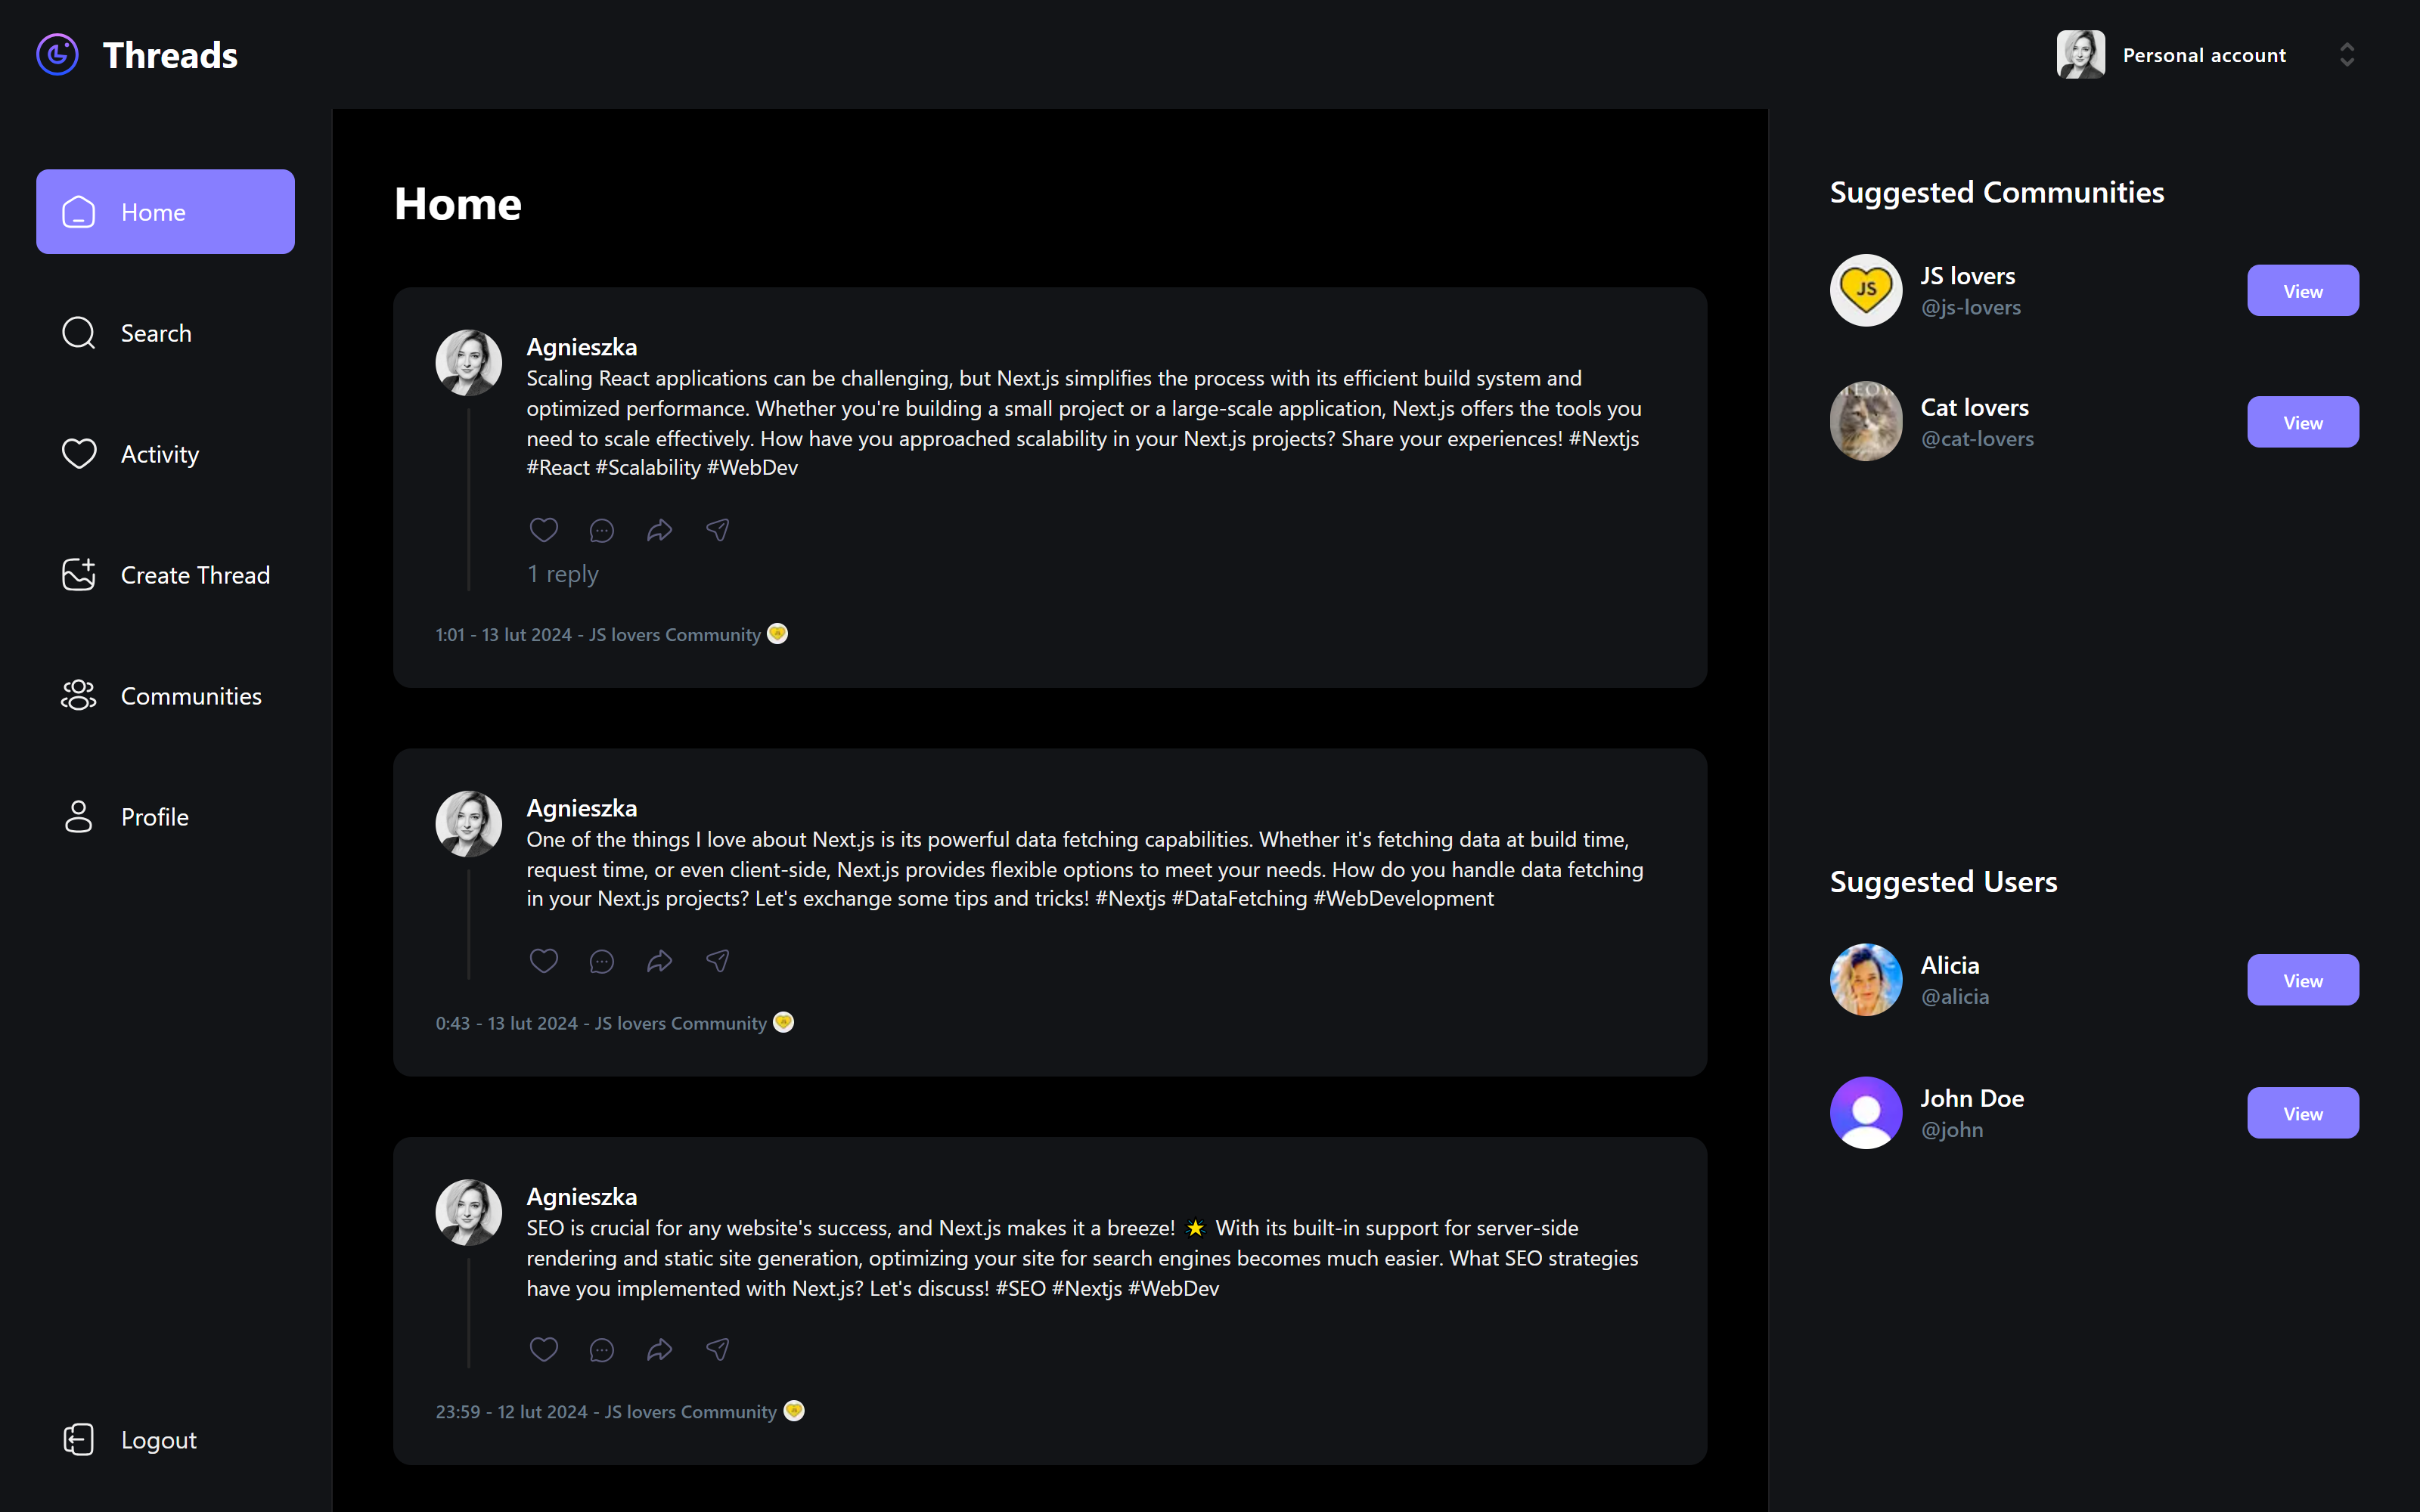 Threads
Personal account
Home
Search
Activity
Create Thread
Communities
Profile
Logout
Home
Agnieszka
Scaling React applications can be challenging, but Next.js simplifies the process with its efficient build system and
optimized performance. Whether you're building a small project or a large-scale application, Next.js offers the tools you
need to scale effectively. How have you approached scalability in your Next.js projects? Share your experiences! #Nextjs
#React #Scalability #WebDev
1 reply
1:01 - 13 lut 2024 - JS lovers Community
Agnieszka
One of the things I love about Next.js is its powerful data fetching capabilities. Whether it's fetching data at build time,
request time, or even client-side, Next.js provides flexible options to meet your needs. How do you handle data fetching
in your Next.js projects? Let's exchange some tips and tricks! #Nextjs #DataFetching #WebDevelopment
0:43 - 13 lut 2024 - JS lovers Community
Agnieszka
SEO is crucial for any website's success, and Next.js makes it a breeze! 🌟 With its built-in support for server-side
rendering and static site generation, optimizing your site for search engines becomes much easier. What SEO strategies
have you implemented with Next.js? Let's discuss! #SEO #Nextjs #WebDev
23:59 - 12 lut 2024 - JS lovers Community
Suggested Communities
JS
JS lovers
@js-lovers
View
Cat lovers
@cat-lovers
View
Suggested Users
Alicia
@alicia
View
John Doe
@john
View